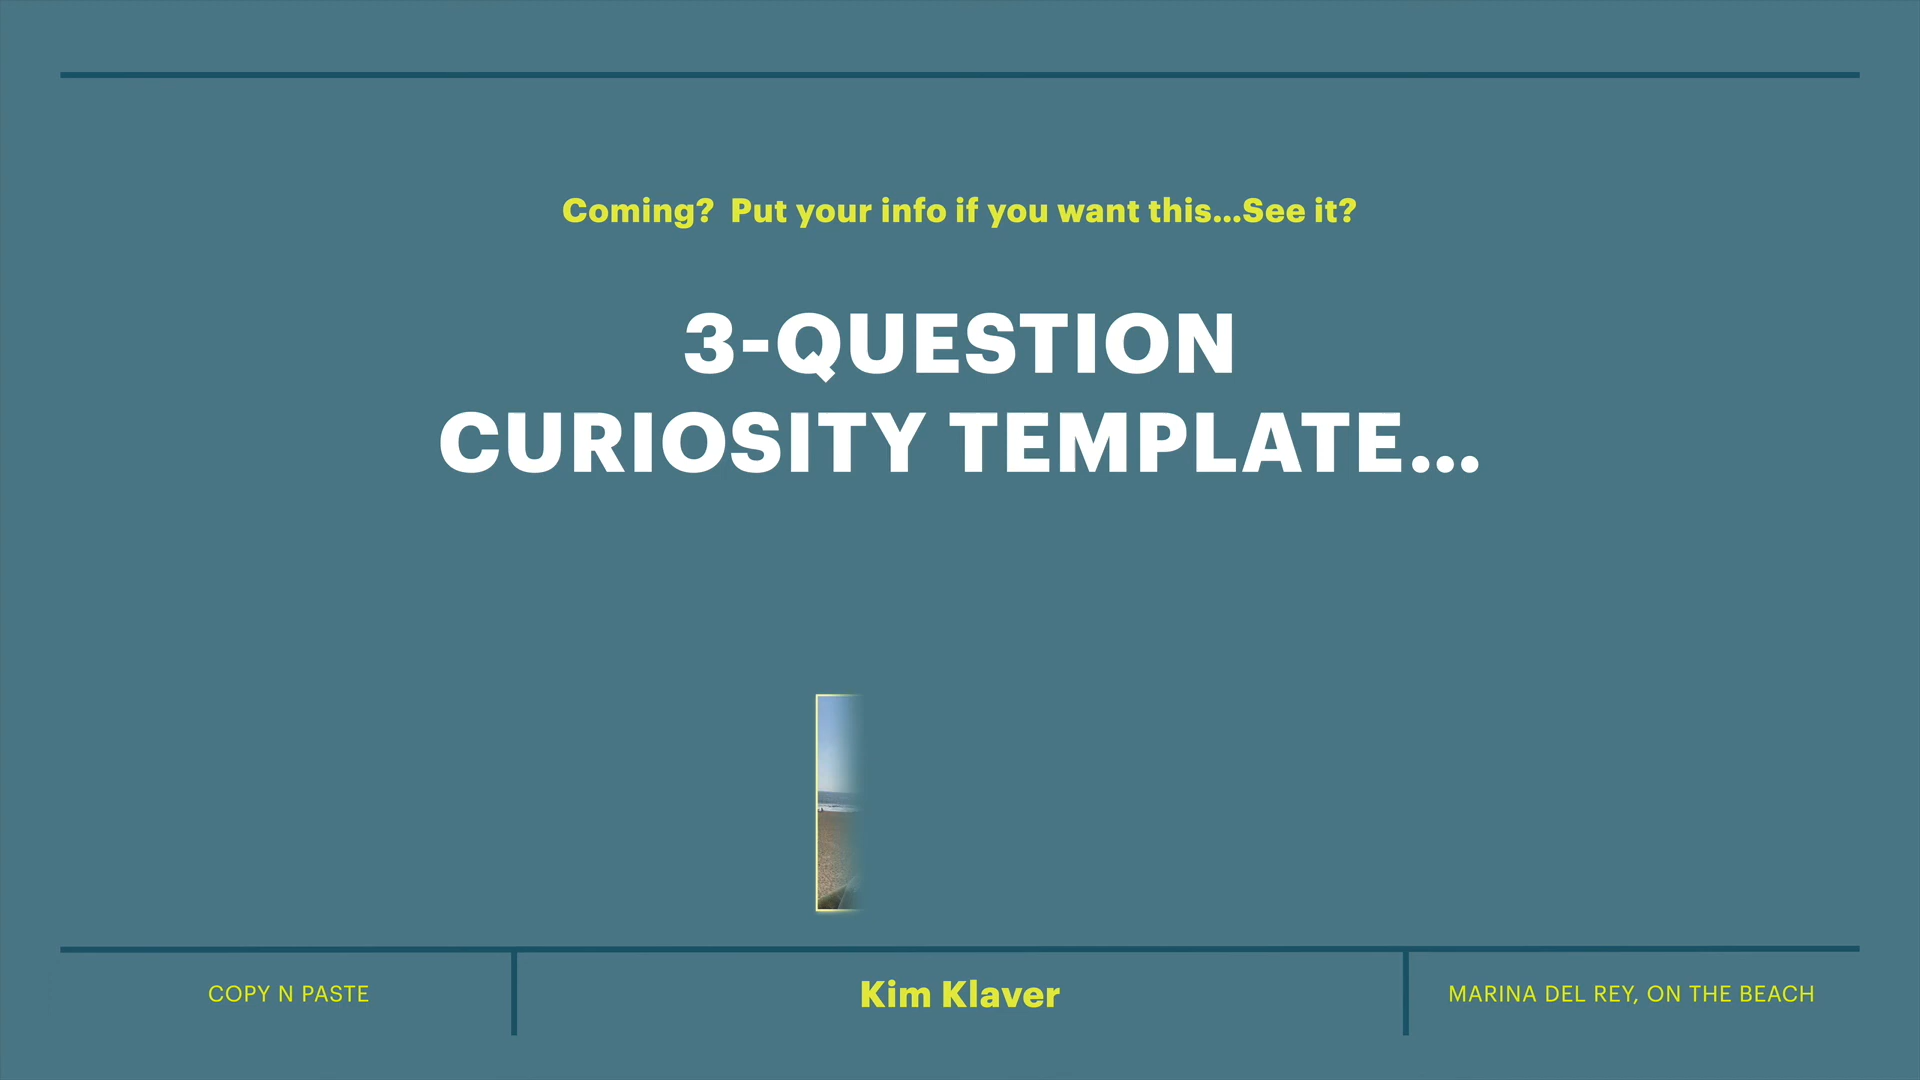 Coming?  Put your info if you want this...See it?
3-QUESTION
CURIOSITY TEMPLATE...
COPY N PASTE
Kim Klaver
MARINA DEL REY, ON THE BEACH